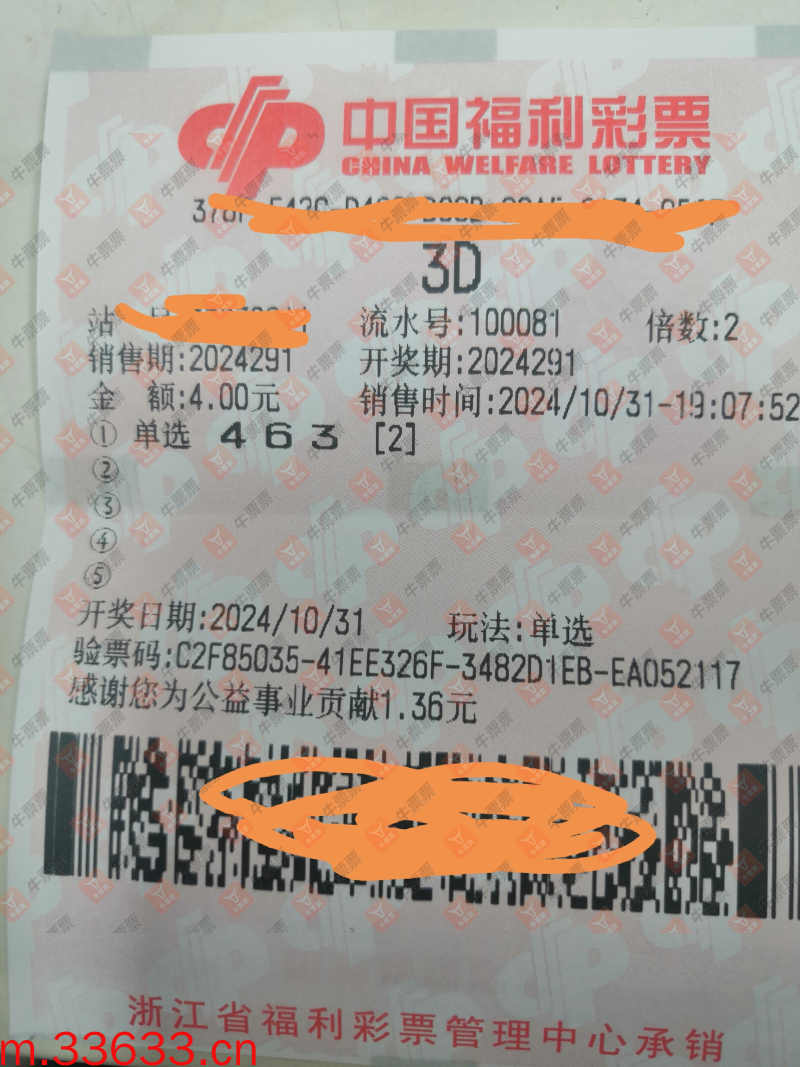 中国福利彩票
CHINA WELFARE LOTTERY
3D
站 流水号:100081 倍数:2
销售期:2024291 开奖期:2024291
金 额:4.00元 销售时间:2024/10/31-19:07:52
① 单选 4 6 3 [2]
②
③
④
⑤
开奖日期:2024/10/31 玩法:单选
验票码:C2F85035-41EE326F-3482D1EB-EA052117
感谢您为公益事业贡献1.36元
浙江省福利彩票管理中心承销
m.33633.cn
牛票票